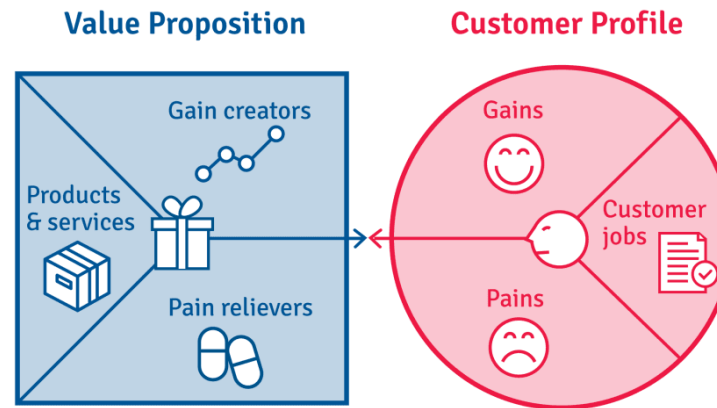 Value Proposition
Customer Profile
Gain creators
Products
& services
Pain relievers
Gains
Customer
jobs
Pains